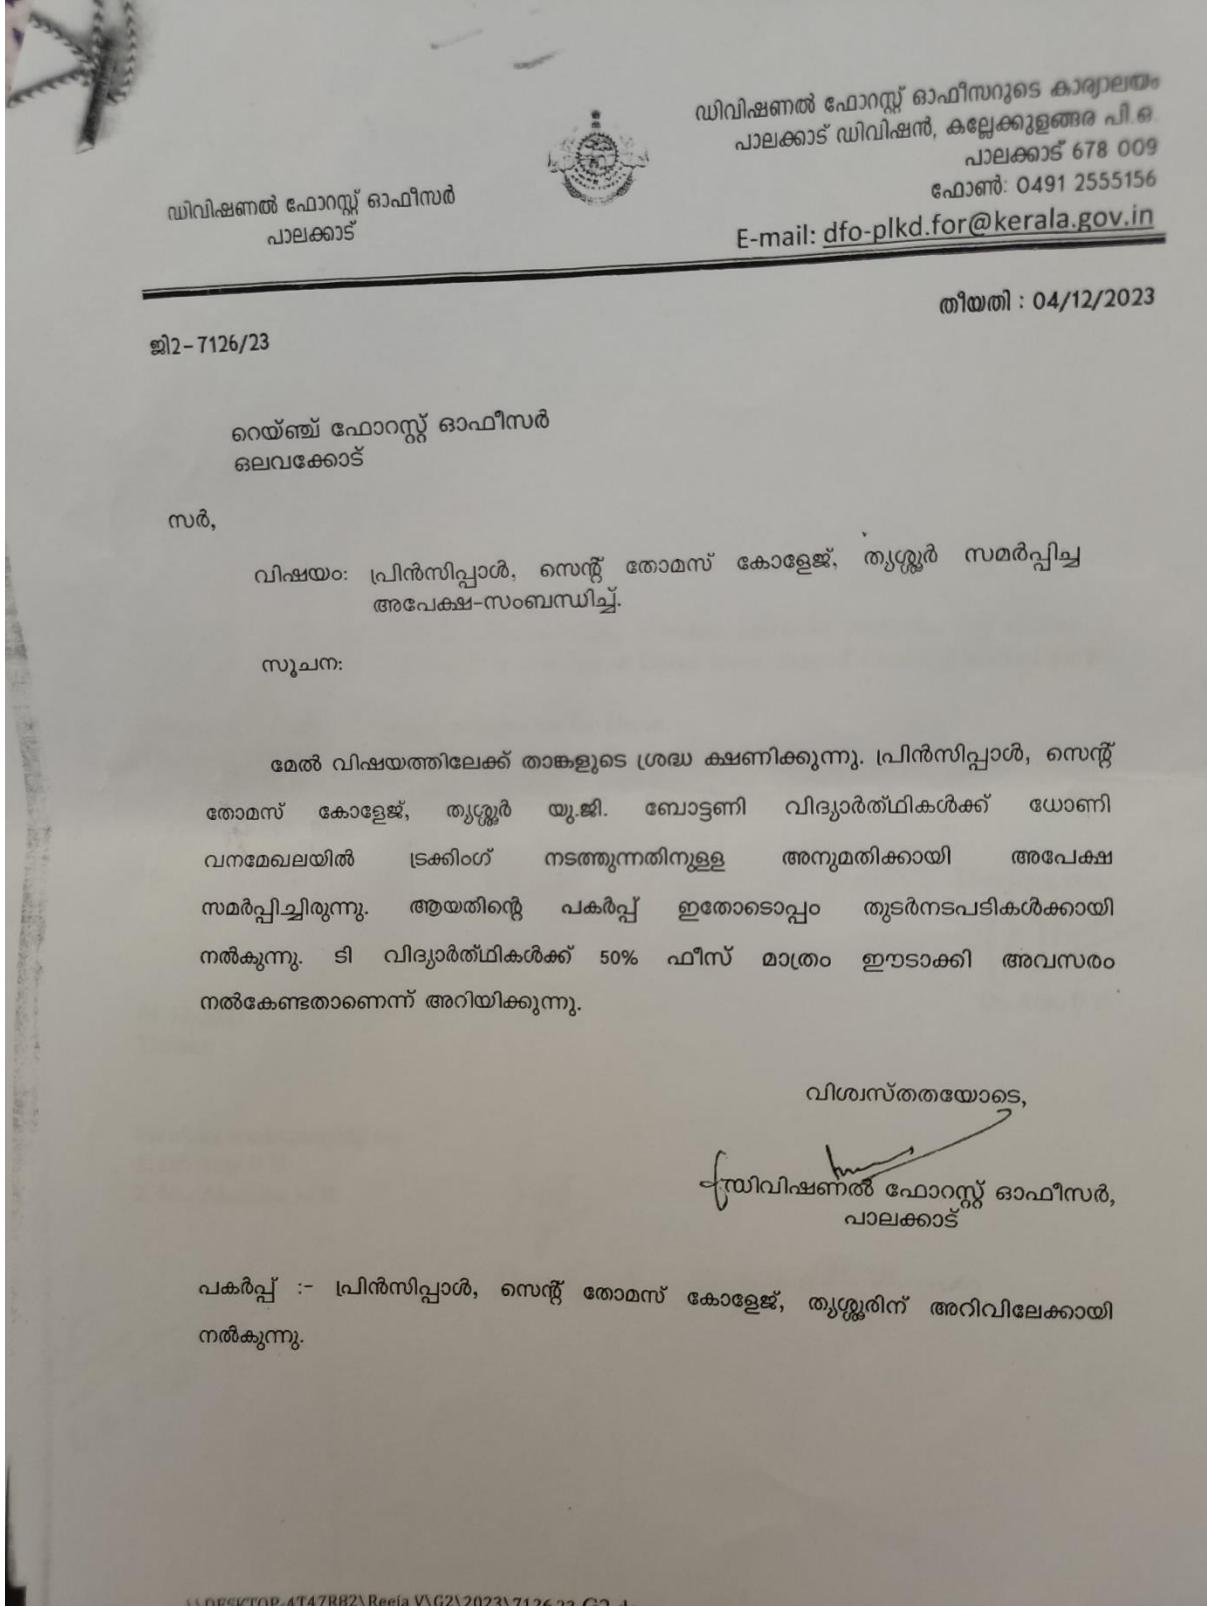 ഡിവിഷണൽ ഫോറസ്റ്റ് ഓഫീസർ
പാലക്കാട്
ഡിവിഷണൽ ഫോറസ്റ്റ് ഓഫീസറുടെ കാര്യാലയം
പാലക്കാട് ഡിവിഷൻ, കല്ലേക്കുളങ്ങര പി.ഒ.
പാലക്കാട് 678 009
ഫോൺ: 0491 2555156
E-mail: dfo-plkd.for@kerala.gov.in
തീയതി : 04/12/2023
ജി2-7126/23
റെയ്ഞ്ച് ഫോറസ്റ്റ് ഓഫീസർ
ഒലവക്കോട്
സർ,
വിഷയം: പ്രിൻസിപ്പാൾ, സെന്റ് തോമസ് കോളേജ്, തൃശ്ശൂർ സമർപ്പിച്ച
അപേക്ഷ-സംബന്ധിച്ച്.
സൂചന:
മേൽ വിഷയത്തിലേക്ക് താങ്കളുടെ ശ്രദ്ധ ക്ഷണിക്കുന്നു. പ്രിൻസിപ്പാൾ, സെന്റ്
തോമസ് കോളേജ്, തൃശ്ശൂർ യു.ജി. ബോട്ടണി വിദ്യാർത്ഥികൾക്ക് ധോണി
വനമേഖലയിൽ ട്രക്കിംഗ് നടത്തുന്നതിനുള്ള അനുമതിക്കായി അപേക്ഷ
സമർപ്പിച്ചിരുന്നു. ആയതിന്റെ പകർപ്പ് ഇതോടൊപ്പം തുടർനടപടികൾക്കായി
നൽകുന്നു. ടി വിദ്യാർത്ഥികൾക്ക് 50% ഫീസ് മാത്രം ഈടാക്കി അവസരം
നൽകേണ്ടതാണെന്ന് അറിയിക്കുന്നു.
വിശ്വസ്തതയോടെ,
ഡിവിഷണൽ ഫോറസ്റ്റ് ഓഫീസർ,
പാലക്കാട്
പകർപ്പ് :- പ്രിൻസിപ്പാൾ, സെന്റ് തോമസ് കോളേജ്, തൃശ്ശൂരിന് അറിവിലേക്കായി
നൽകുന്നു.